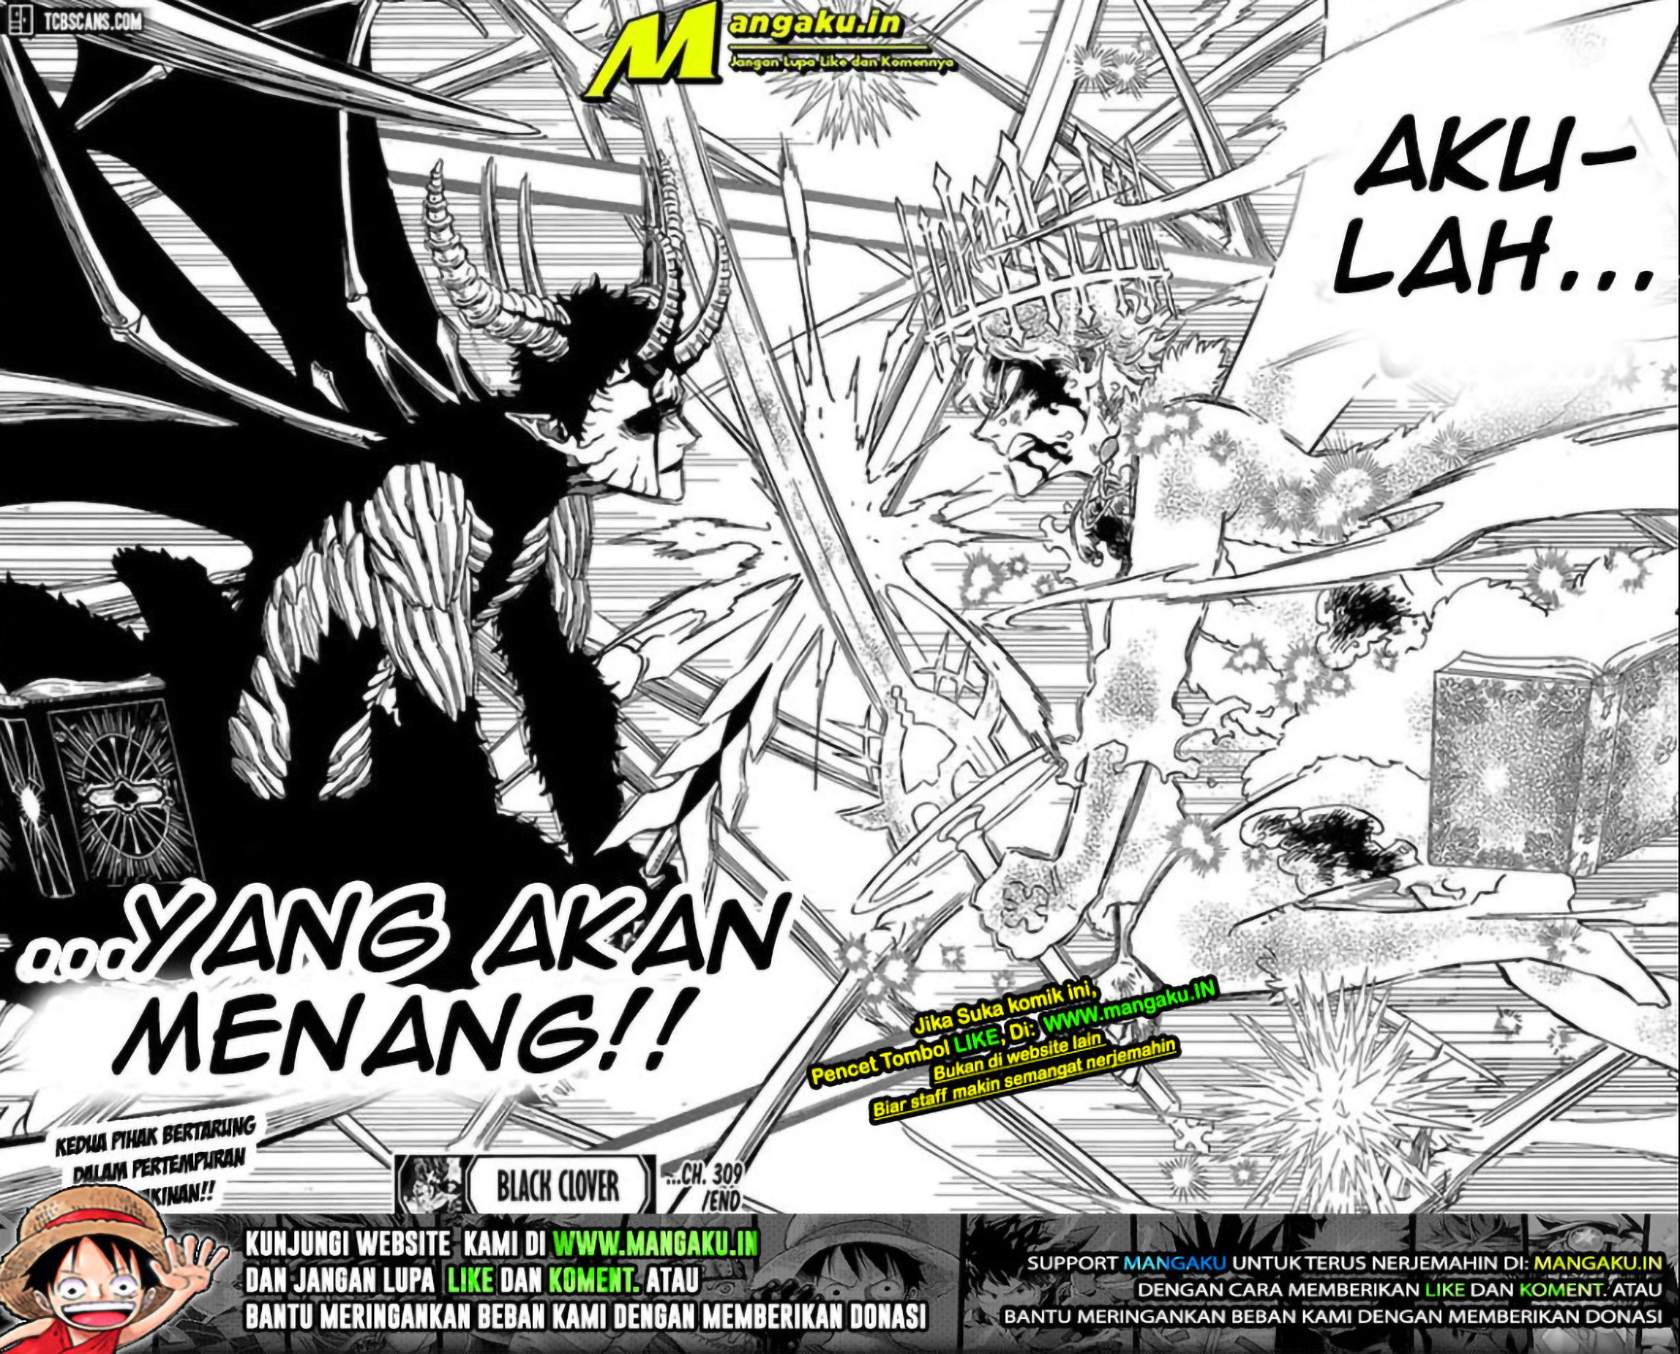 TCBSCANS.COM
Mangaku.in
Jangan Lupa Like dan Komennya
AKU-
LAH...
...YANG AKAN
MENANG!!
Jika Suka komik ini,
Pencet Tombol LIKE, Di: WWW.mangaku.IN
Bukan di website lain
Biar staff makin semangat nerjemahin
KEDUA PIHAK BERTARUNG
DALAM PERTEMPURAN
KINAN!!
BLACK CLOVER
...CH. 309
/END
KUNJUNGI WEBSITE KAMI DI WWW.MANGAKU.IN
DAN JANGAN LUPA LIKE DAN KOMENT. ATAU
BANTU MERINGANKAN BEBAN KAMI DENGAN MEMBERIKAN DONASI
SUPPORT MANGAKU UNTUK TERUS NERJEMAHIN DI: MANGAKU.IN
DENGAN CARA MEMBERIKAN LIKE DAN KOMENT. ATAU
BANTU MERINGANKAN BEBAN KAMI DENGAN MEMBERIKAN DONASI